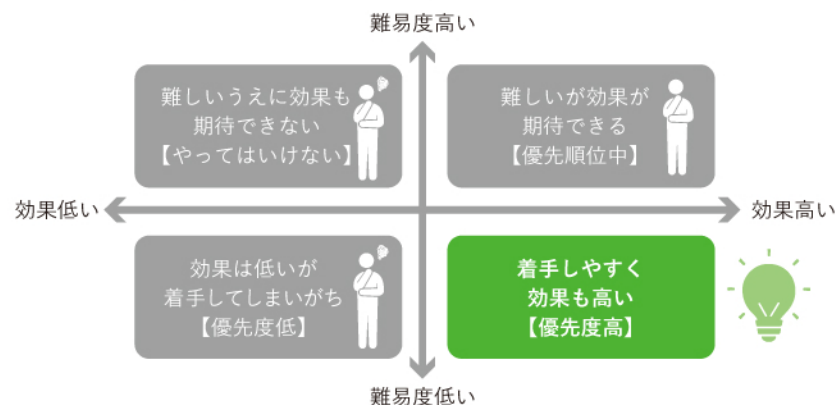 難易度高い
難しいうえに効果も
期待できない
【やってはいけない】
難しいが効果が
期待できる
【優先順位中】
効果低い
効果高い
効果は低いが
着手してしまいがち
【優先度低】
着手しやすく
効果も高い
【優先度高】
難易度低い